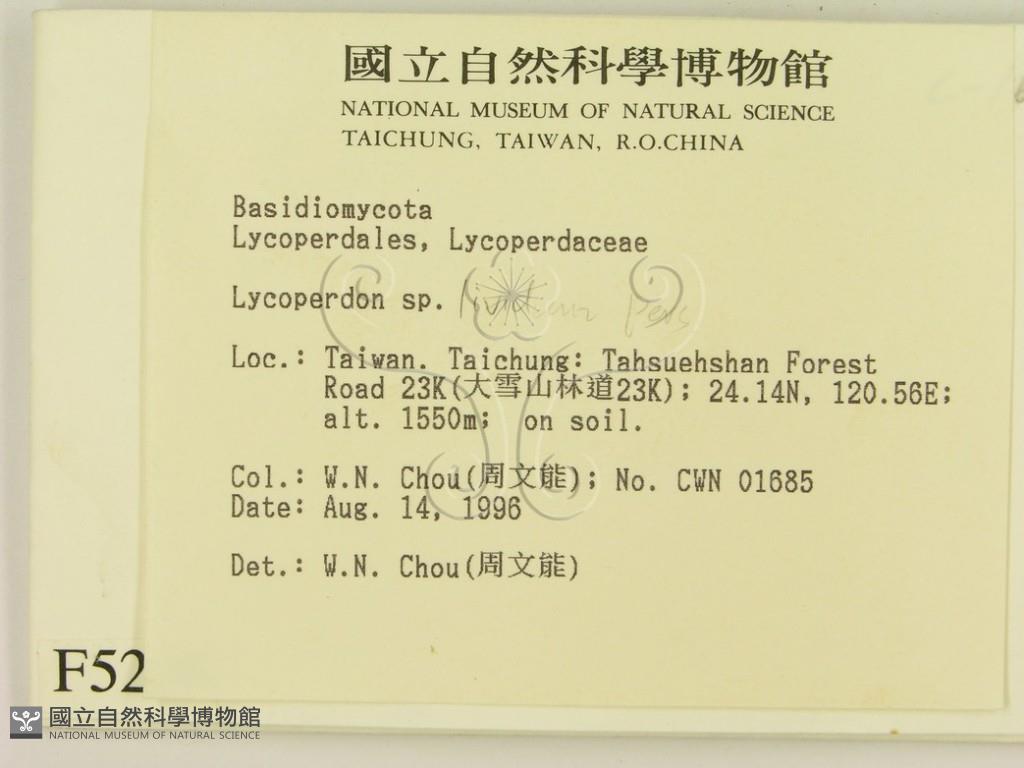 國立自然科學博物館
NATIONAL MUSEUM OF NATURAL SCIENCE
TAICHUNG, TAIWAN, R.O.CHINA
Basidiomycota
Lycoperdales, Lycoperdaceae
Lycoperdon sp. lividum Pers
Loc.: Taiwan. Taichung: Tahsuehshan Forest
Road 23K(大雪山林道23K); 24.14N, 120.56E;
alt. 1550m; on soil.
Col.: W.N. Chou(周文能); No. CWN 01685
Date: Aug. 14, 1996
Det.: W.N. Chou(周文能)
F52
國立自然科學博物館
NATIONAL MUSEUM OF NATURAL SCIENCE